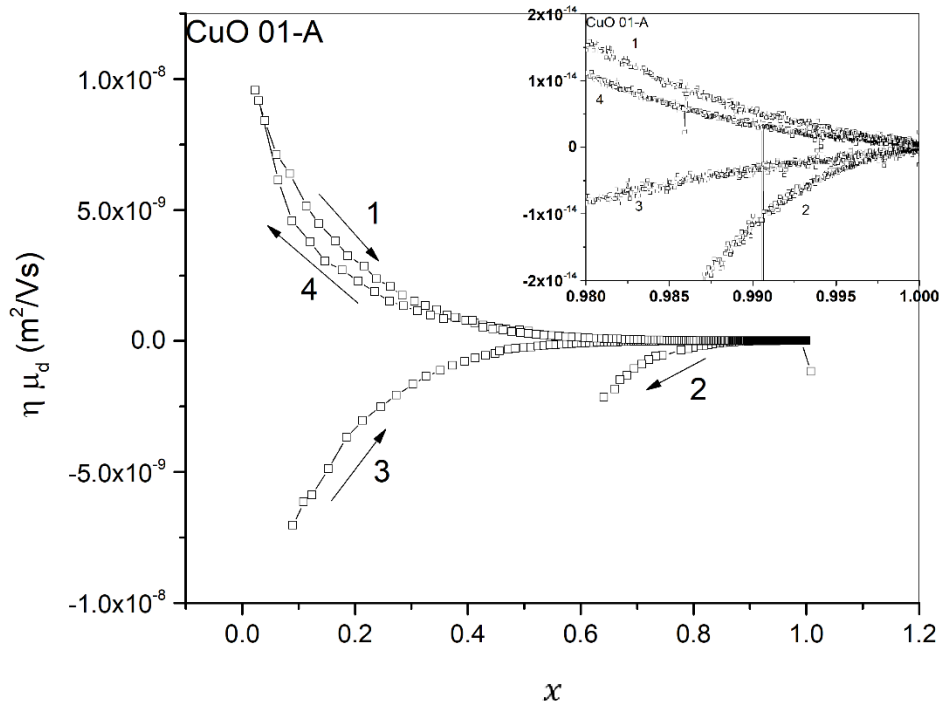 CuO 01-A
η μd (m²/Vs)
1.0x10⁻⁸
5.0x10⁻⁹
0.0
-5.0x10⁻⁹
-1.0x10⁻⁸
0.0 0.2 0.4 0.6 0.8 1.0 1.2
x
1
4
3
2
CuO 01-A
2x10⁻¹⁴
1x10⁻¹⁴
0
-1x10⁻¹⁴
-2x10⁻¹⁴
0.980 0.985 0.990 0.995 1.000
1
4
3
2